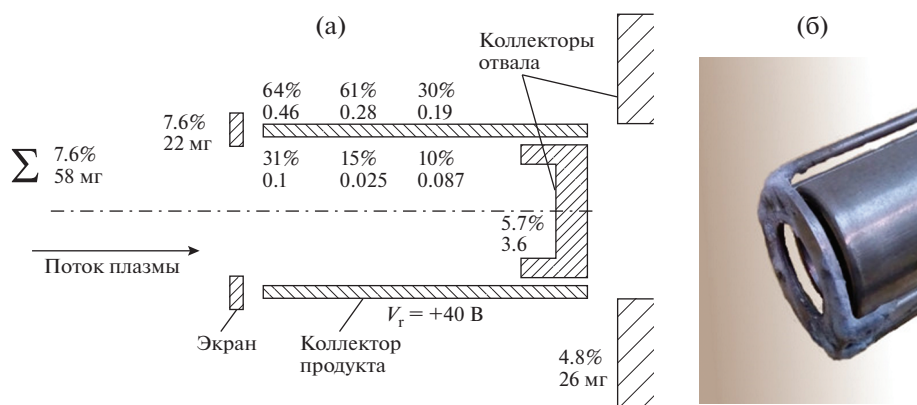 (а)
(б)
Коллекторы
отвала
64% 61% 30%
0.46 0.28 0.19
7.6%
22 мг
Σ 7.6%
58 мг
31% 15% 10%
0.1 0.025 0.087
5.7%
3.6
Поток плазмы
Vг = +40 В
Экран
Коллектор
продукта
4.8%
26 мг